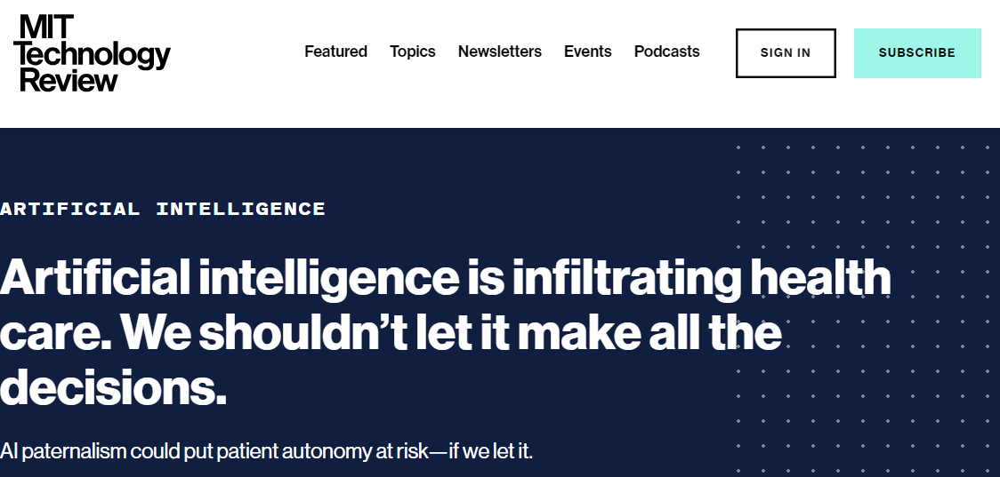 MIT
Technology
Review
Featured Topics Newsletters Events Podcasts SIGN IN SUBSCRIBE
ARTIFICIAL INTELLIGENCE
Artificial intelligence is infiltrating health
care. We shouldn’t let it make all the
decisions.
AI paternalism could put patient autonomy at risk—if we let it.